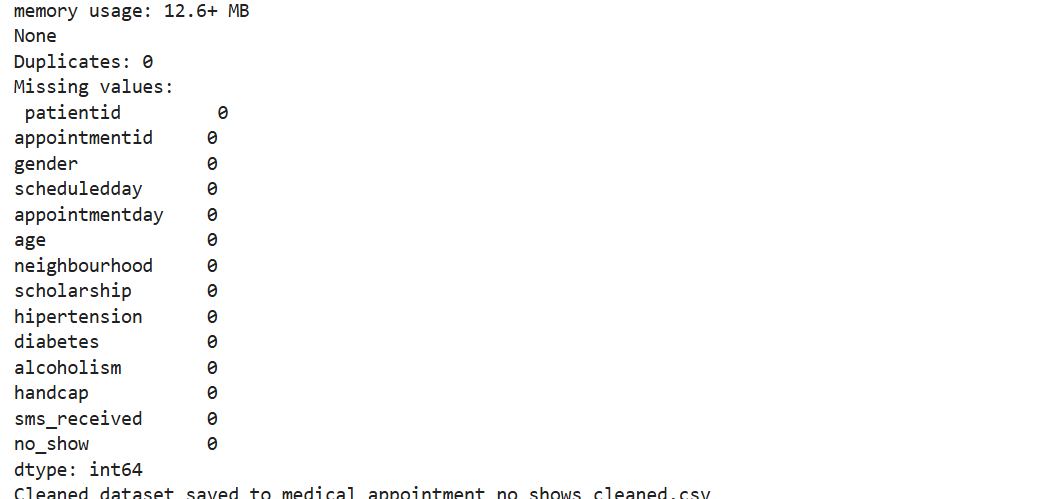 memory usage: 12.6+ MB
None
Duplicates: 0
Missing values:
 patientid         0
appointmentid     0
gender            0
scheduledday      0
appointmentday    0
age               0
neighbourhood     0
scholarship       0
hipertension      0
diabetes          0
alcoholism        0
handcap           0
sms_received      0
no_show           0
dtype: int64
Cleaned dataset saved to medical_appointment_no_shows_cleaned.csv